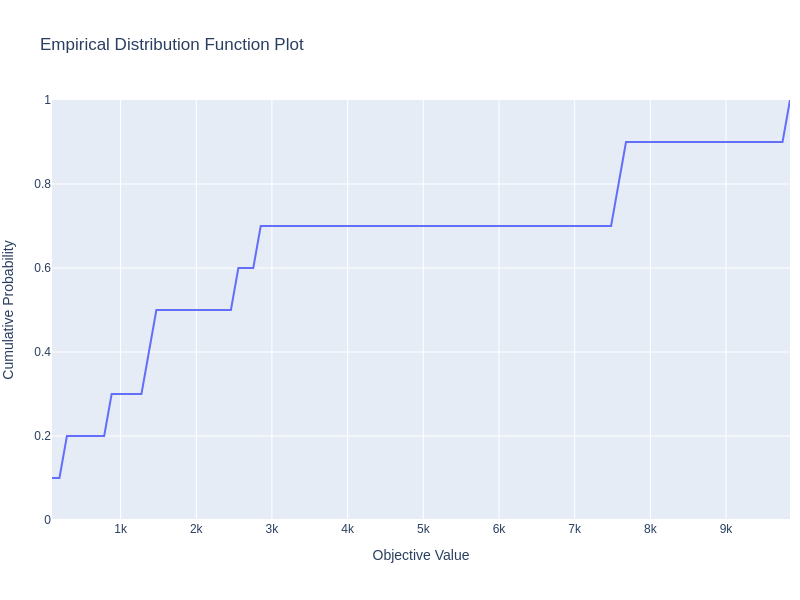 Empirical Distribution Function Plot
Cumulative Probability
1
0.8
0.6
0.4
0.2
0
1k 2k 3k 4k 5k 6k 7k 8k 9k
Objective Value